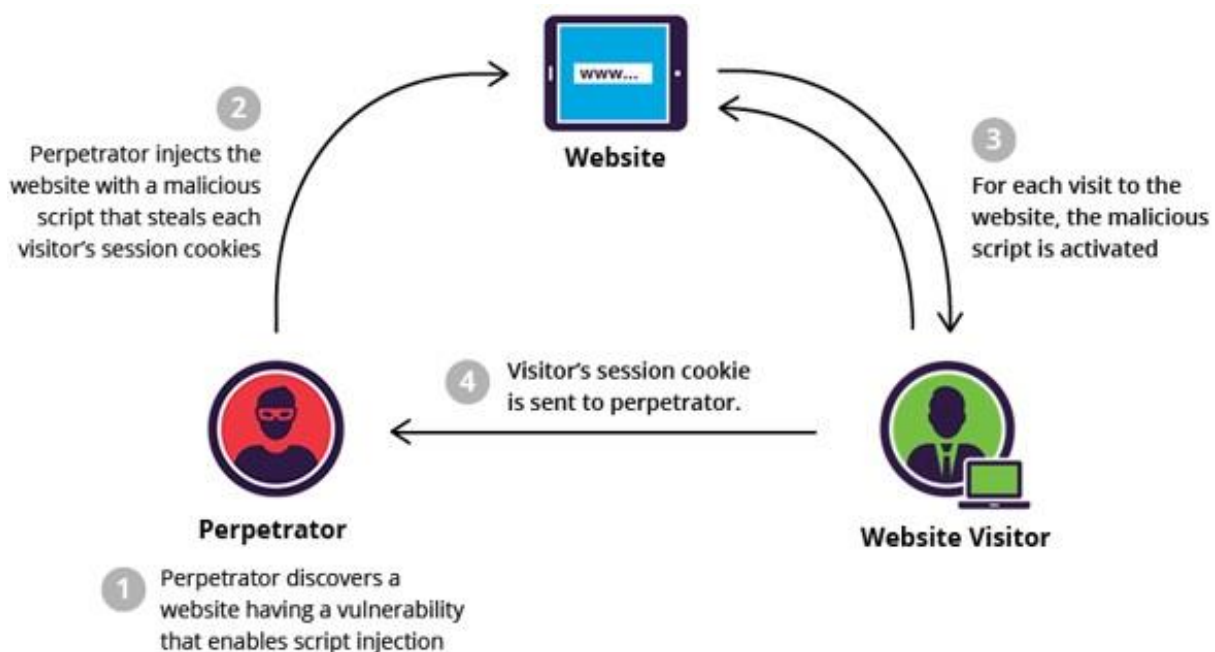 www...
Website
2
Perpetrator injects the
website with a malicious
script that steals each
visitor's session cookies
3
For each visit to the
website, the malicious
script is activated
4
Visitor's session cookie
is sent to perpetrator.
Perpetrator
Website Visitor
1
Perpetrator discovers a
website having a vulnerability
that enables script injection